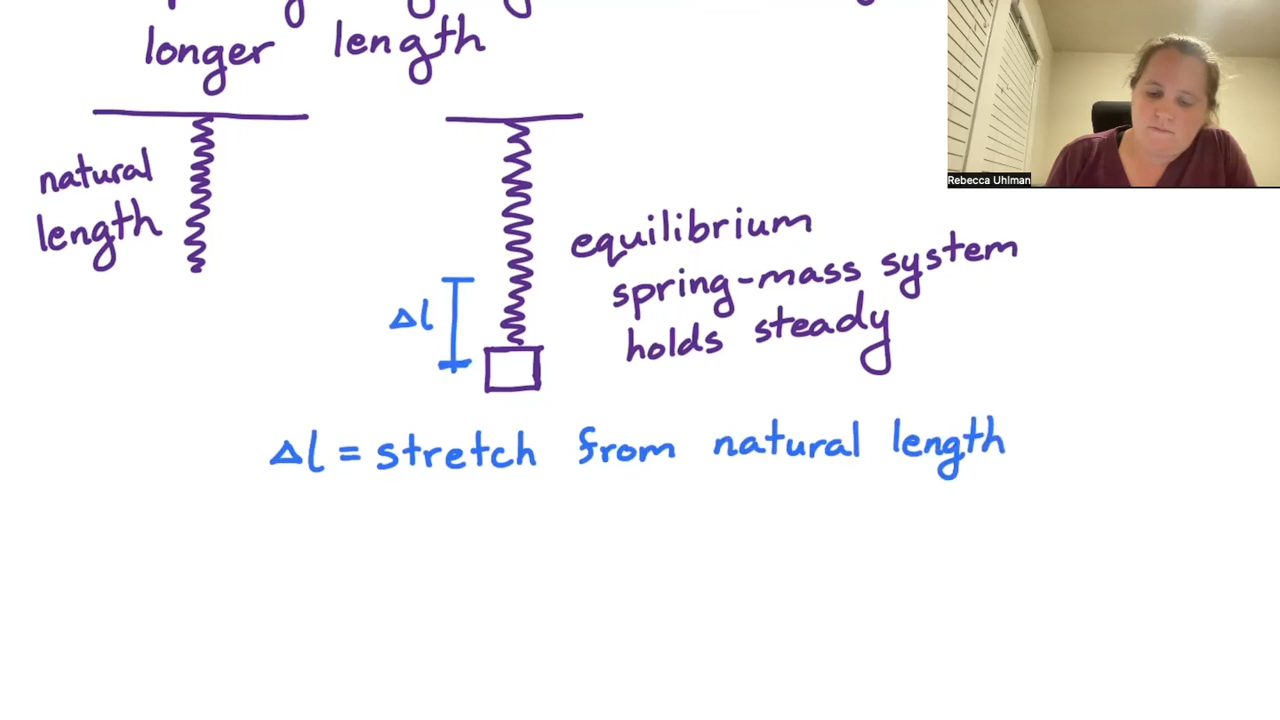 longer length
natural
length
equilibrium
spring-mass system
holds steady
Δl
Δl = stretch from natural length
Rebecca Uhlman